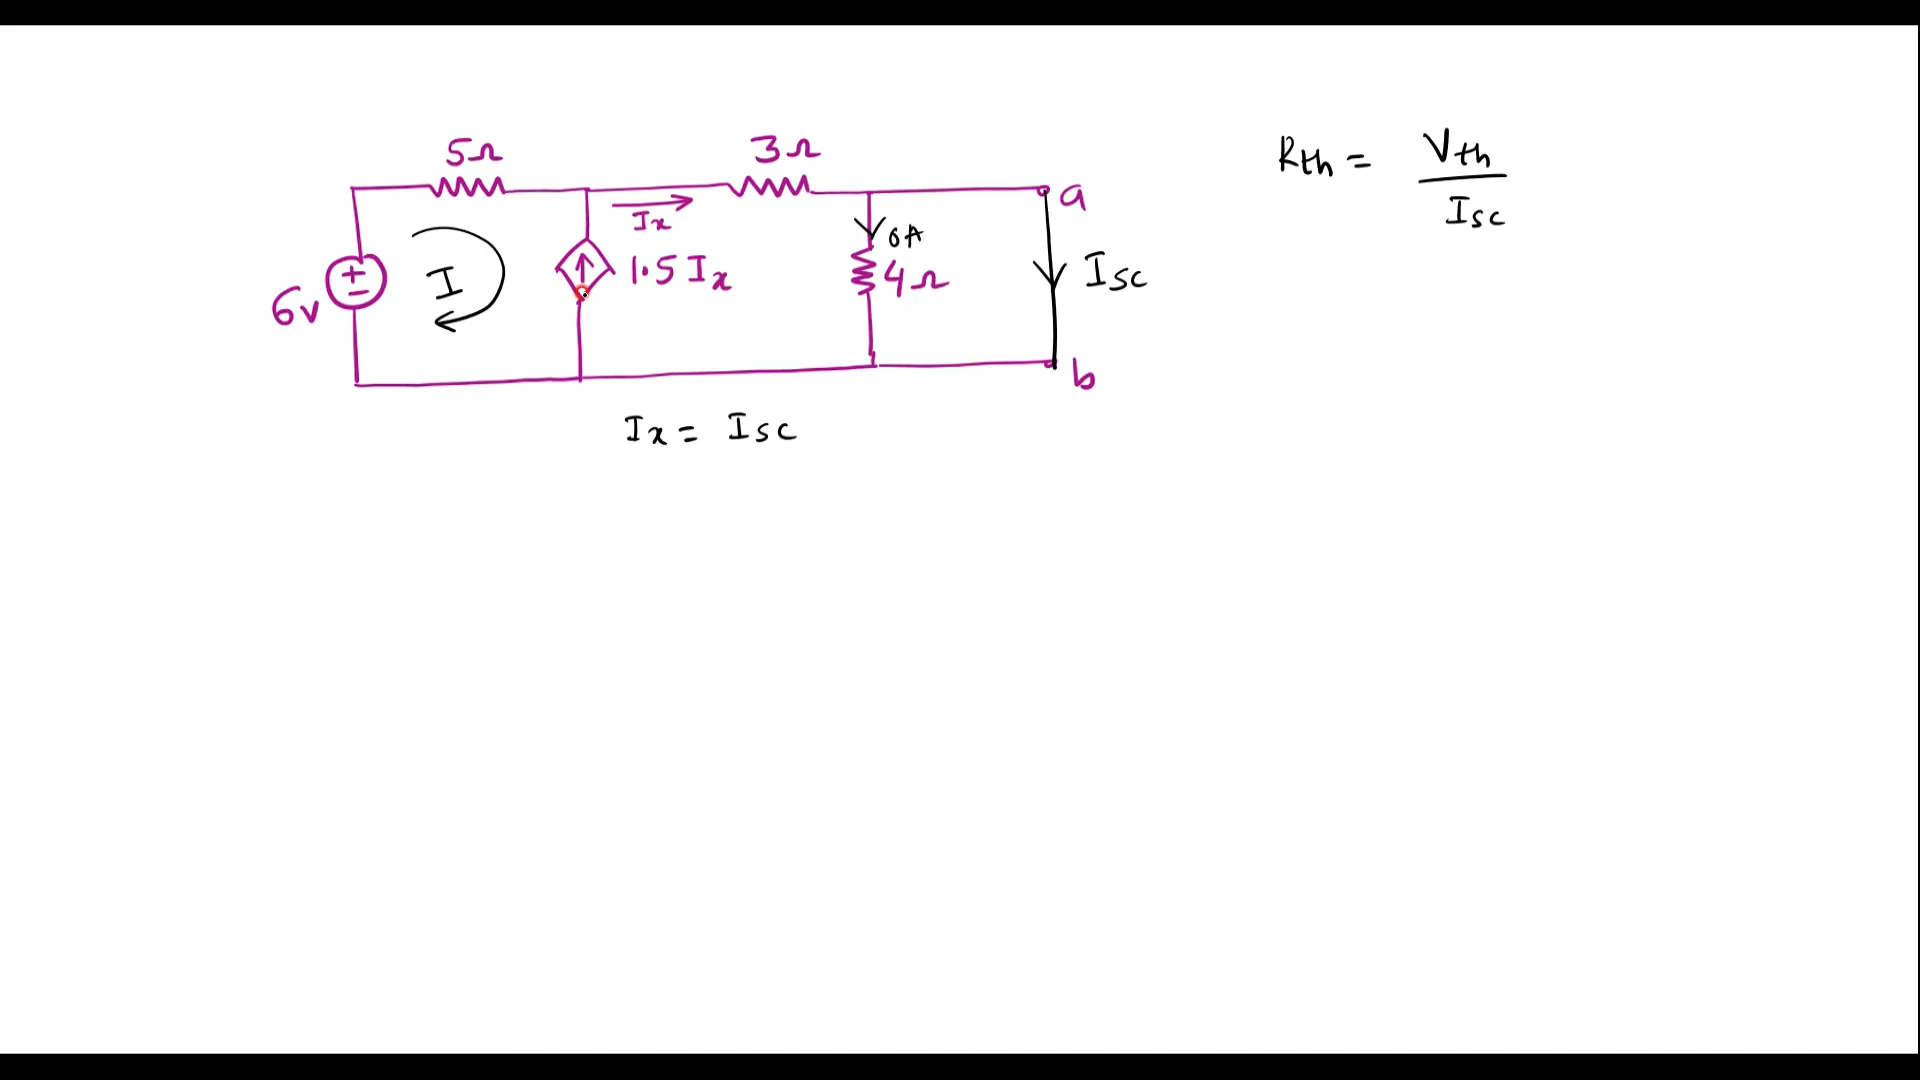 5Ω
3Ω
Rth = Vth
Isc
a
Ix
0A
I
1.5 Ix
4Ω
Isc
6v
b
Ix = Isc